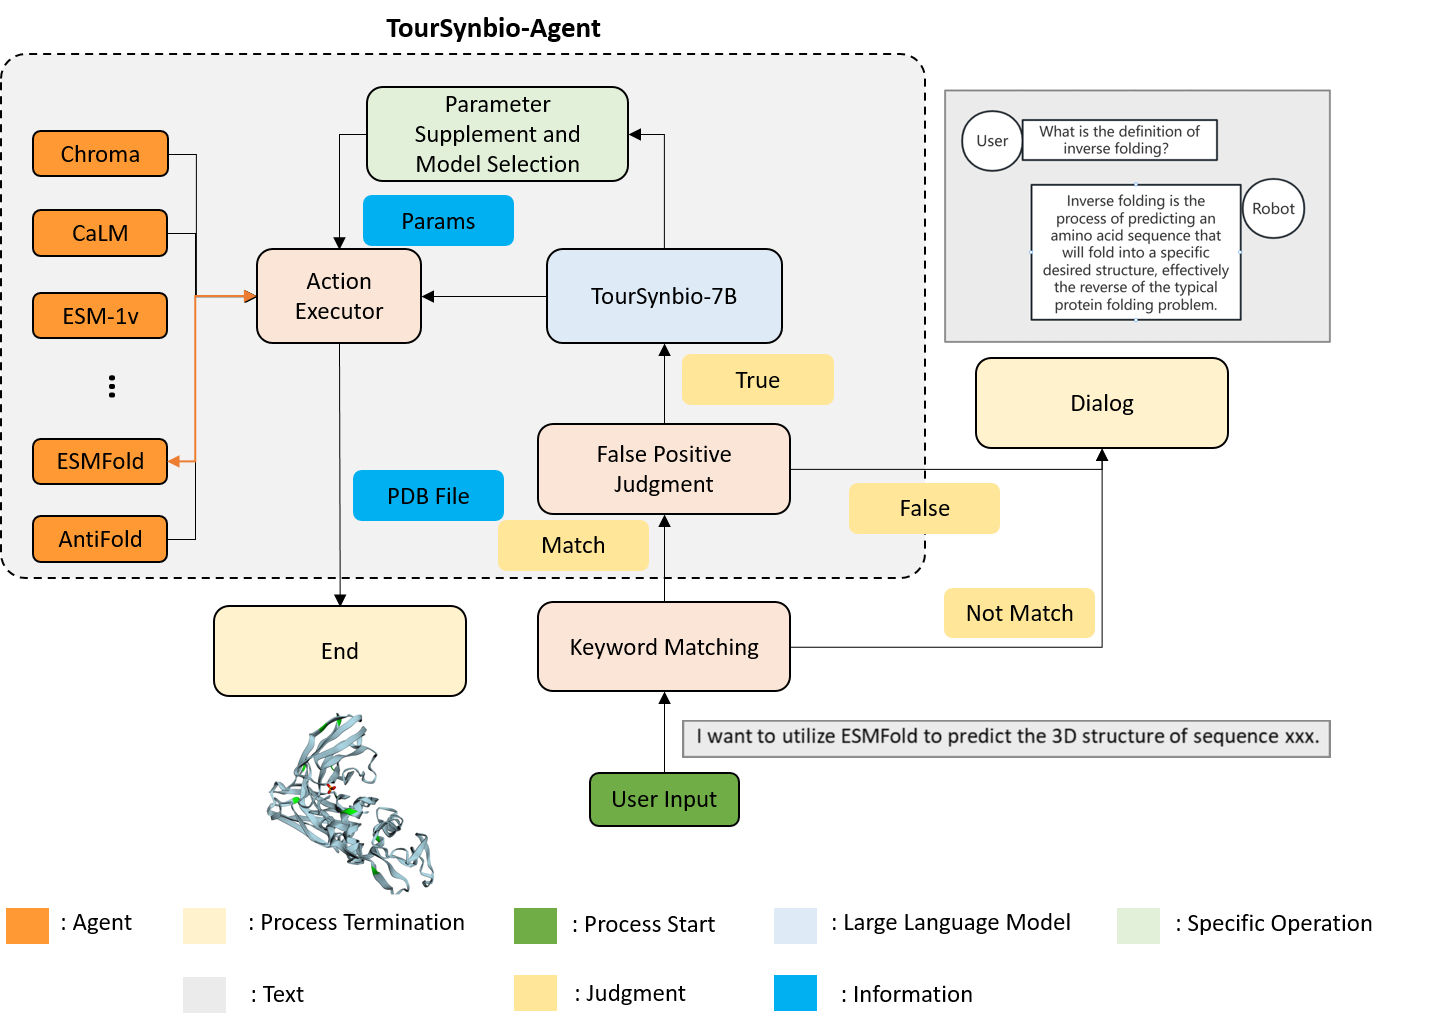 TourSynbio-Agent
Parameter
Supplement and
Model Selection
Chroma
CaLM
ESM-1v
ESMFold
AntiFold
Params
Action
Executor
TourSynbio-7B
True
False Positive
Judgment
PDB File
Match
False
User
What is the definition of
inverse folding?
Robot
Inverse folding is the
process of predicting an
amino acid sequence that
will fold into a specific
desired structure, effectively
the reverse of the typical
protein folding problem.
Dialog
Not Match
End
Keyword Matching
I want to utilize ESMFold to predict the 3D structure of sequence xxx.
User Input
: Agent
: Process Termination
: Process Start
: Large Language Model
: Specific Operation
: Text
: Judgment
: Information